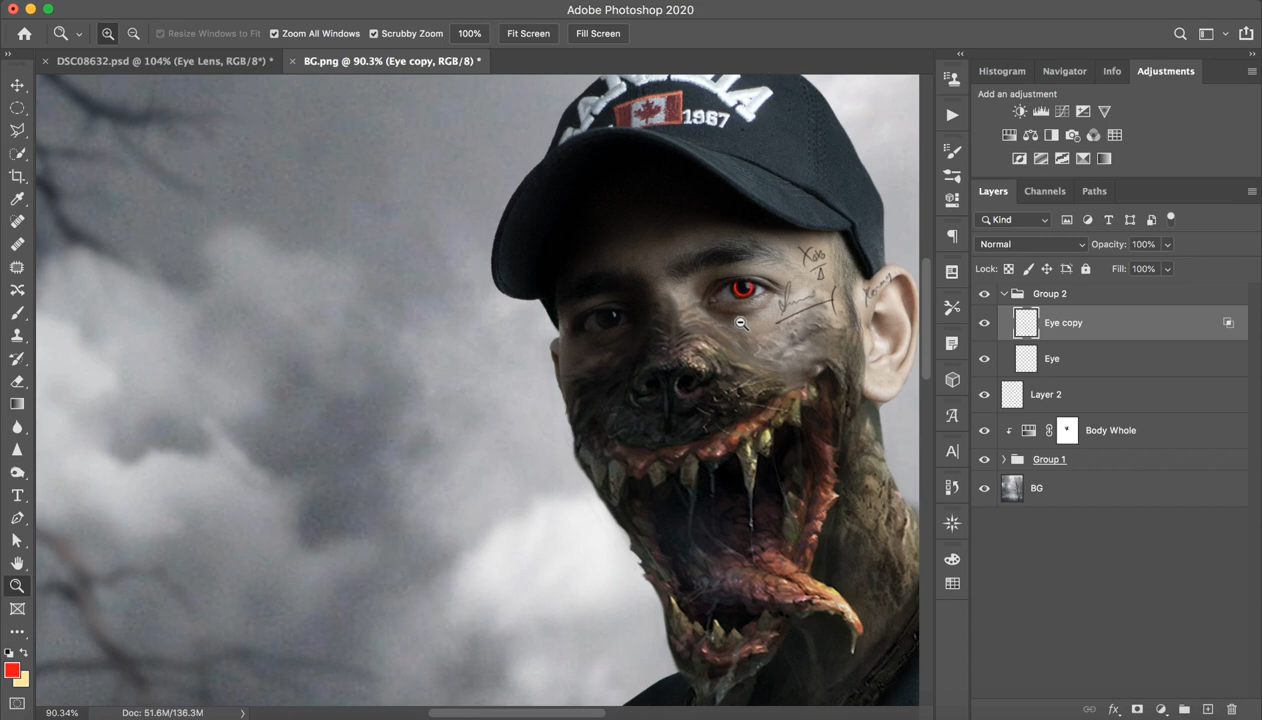 Adobe Photoshop 2020
Resize Windows to Fit Zoom All Windows Scrubby Zoom 100% Fit Screen Fill Screen
DSC08632.psd @ 104% (Eye Lens, RGB/8*) * BG.png @ 90.3% (Eye copy, RGB/8) *
Histogram Navigator Info Adjustments
Add an adjustment
Layers Channels Paths
Kind
Normal Opacity: 100%
Lock: Fill: 100%
Group 2
Eye copy
Eye
Layer 2
Body Whole
Group 1
BG
1967
90.34% Doc: 51.6M/136.3M